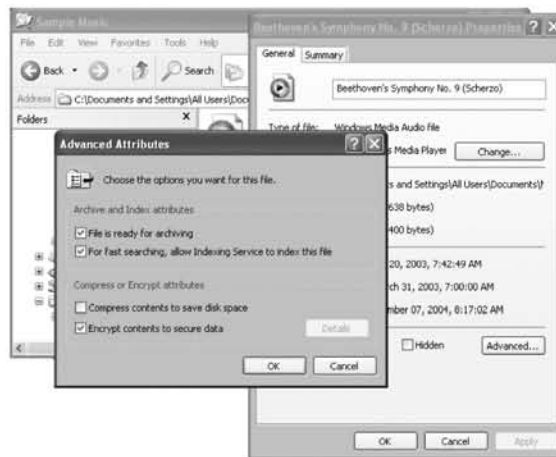 Sample Music
File Edit View Favorites Tools Help
Back Search
Address C:\Documents and Settings\All Users\Doc
Folders X
Beethoven's Symphony No. 9 (Scherzo) Properties ? X
General Summary
Beethoven's Symphony No. 9 (Scherzo)
Type of file: Windows Media Audio file
s Media Player Change...
s and Settings\All Users\Documents\
638 bytes)
400 bytes)
20, 2003, 7:42:49 AM
rch 31, 2003, 7:00:00 AM
mber 07, 2004, 8:17:02 AM
Hidden Advanced...
OK Cancel Apply
Advanced Attributes ? X
Choose the options you want for this file.
Archive and Index attributes
File is ready for archiving
For fast searching, allow Indexing Service to index this file
Compress or Encrypt attributes
Compress contents to save disk space
Encrypt contents to secure data Details
OK Cancel